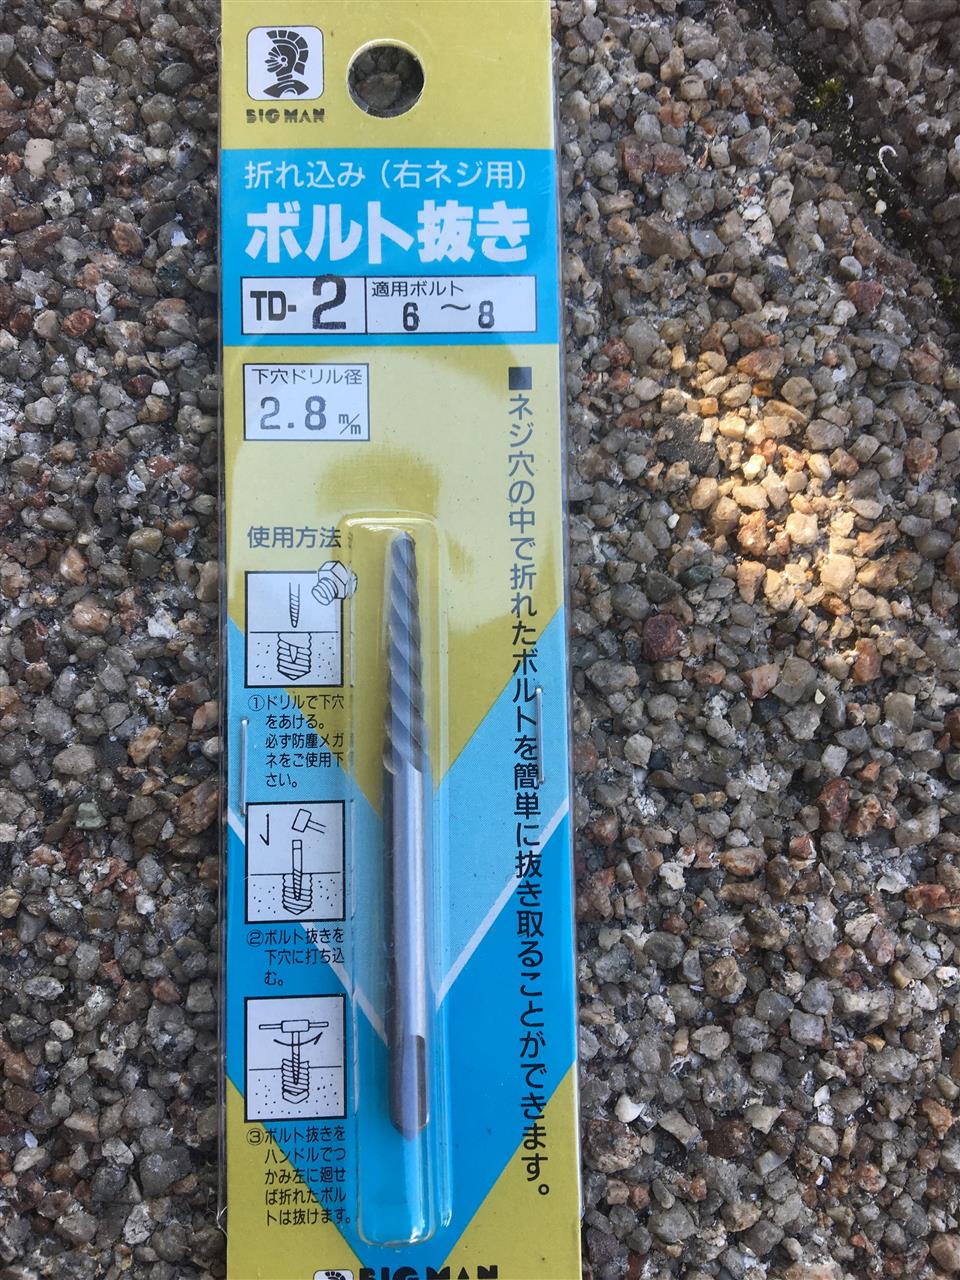 BIGMAN
折れ込み（右ネジ用）
ボルト抜き
TD-2
適用ボルト
6～8
下穴ドリル径
2.8 m/m
■ネジ穴の中で折れたボルトを簡単に抜き取ることができます。
使用方法
①ドリルで下穴
をあける。
必ず防塵メガ
ネをご使用下
さい。
②ボルト抜きを
下穴に打ち込
む。
③ボルト抜きを
ハンドルでつ
かみ左に廻せ
ば折れたボル
トは抜けます。
BIGMAN